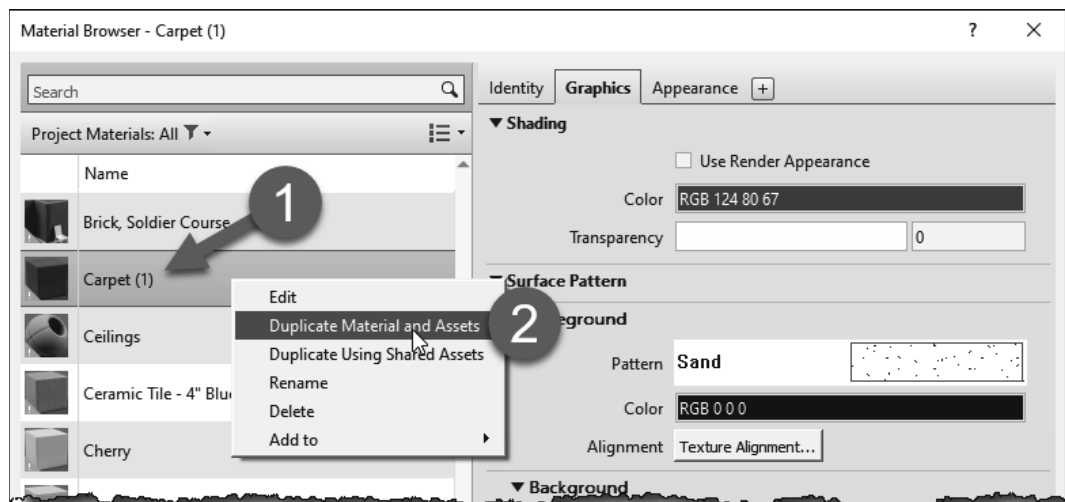 Material Browser - Carpet (1)
?
Search
Project Materials: All
Name
Brick, Soldier Course
1
Carpet (1)
Ceilings
Ceramic Tile - 4" Blu
Cherry
Edit
Duplicate Material and Assets
2
Duplicate Using Shared Assets
Rename
Delete
Add to
Identity Graphics Appearance +
Shading
Use Render Appearance
Color RGB 124 80 67
Transparency 0
Surface Pattern
eground
Pattern Sand
Color RGB 0 0 0
Alignment Texture Alignment...
Background